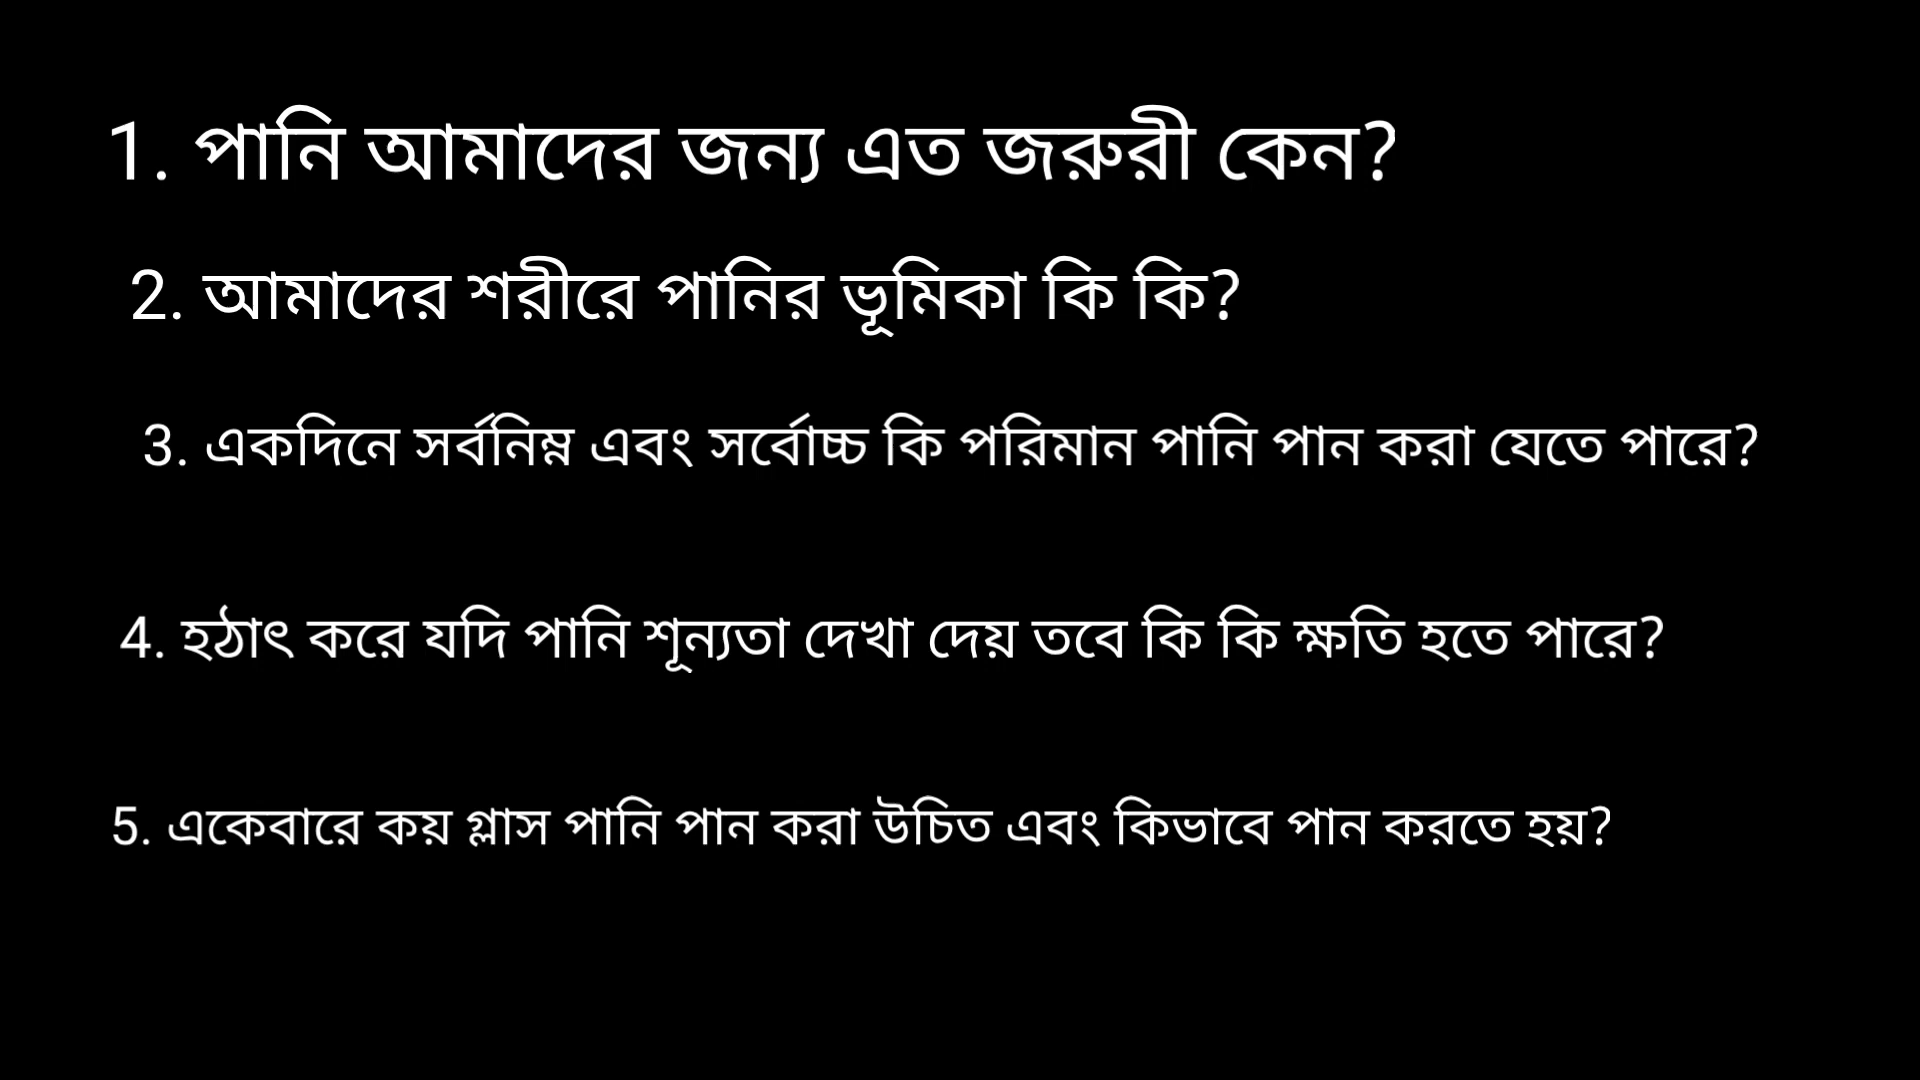 1. পানি আমাদের জন্য এত জরুরী কেন?
2. আমাদের শরীরে পানির ভূমিকা কি কি?
3. একদিনে সর্বনিম্ন এবং সর্বোচ্চ কি পরিমান পানি পান করা যেতে পারে?
4. হঠাৎ করে যদি পানি শূন্যতা দেখা দেয় তবে কি কি ক্ষতি হতে পারে?
5. একেবারে কয় গ্লাস পানি পান করা উচিত এবং কিভাবে পান করতে হয়?